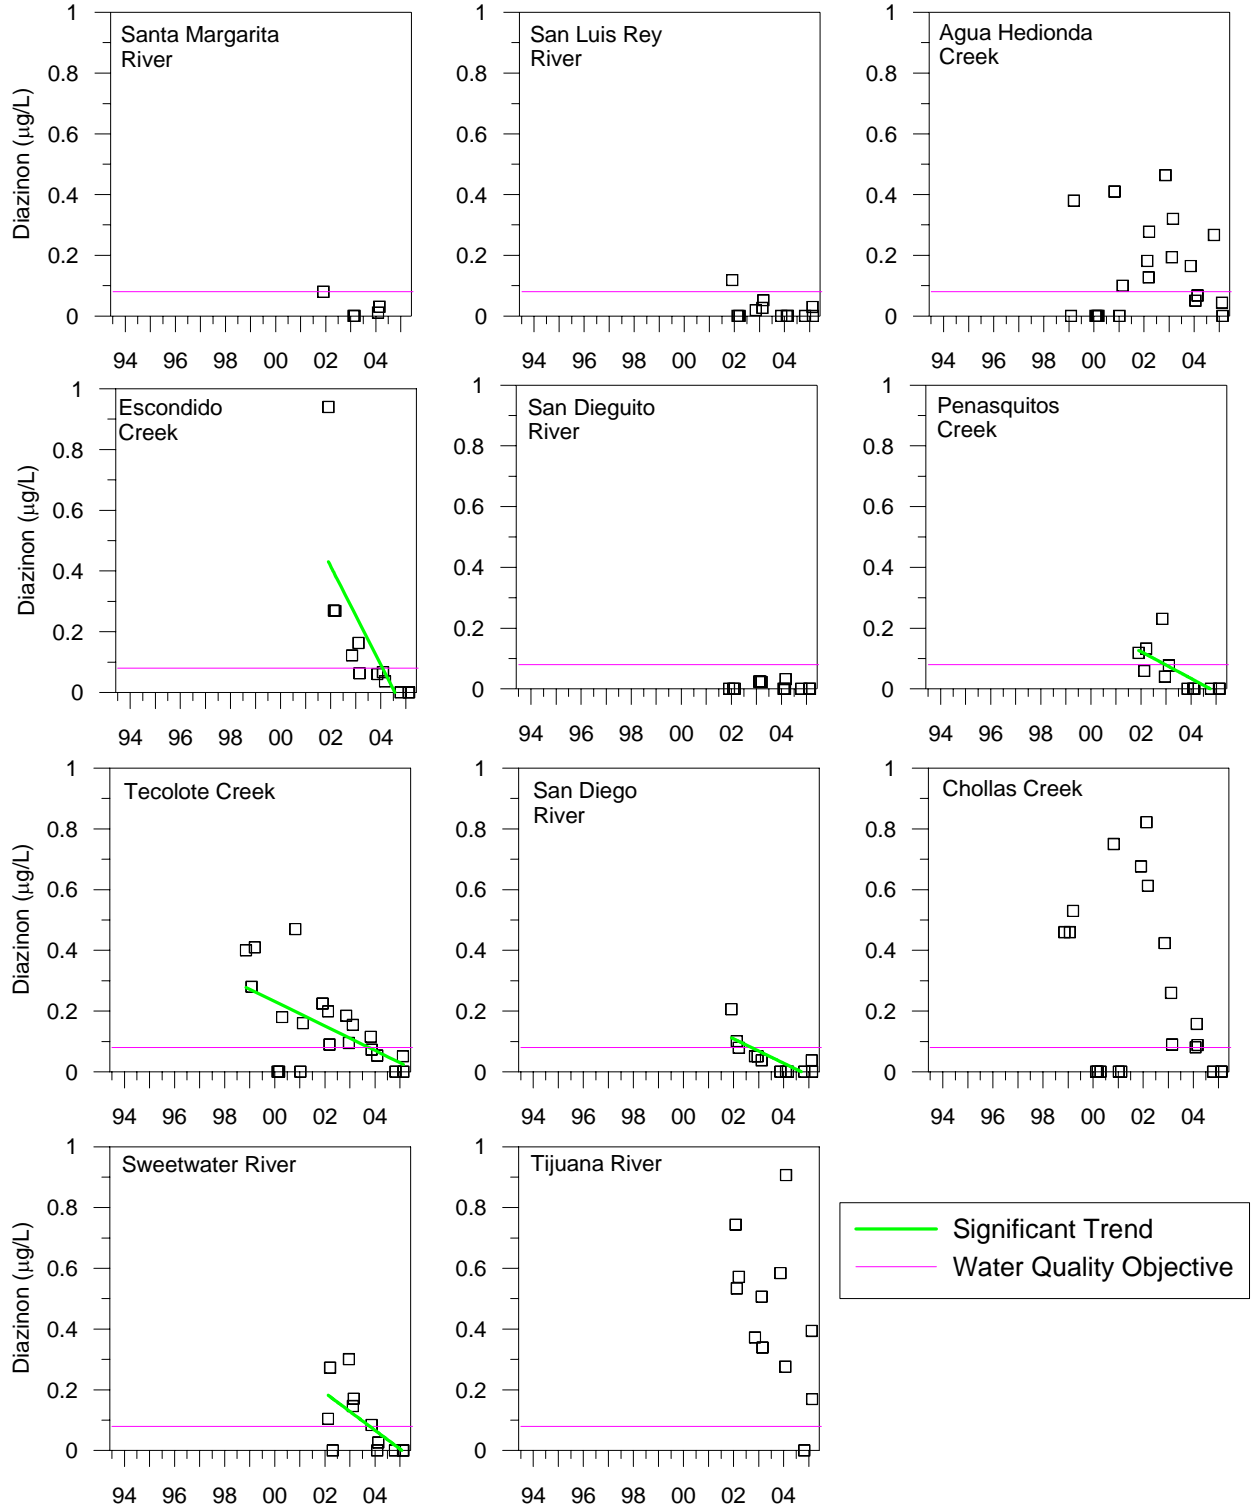 1
0.8
0.6
0.4
0.2
0
Diazinon (µg/L)
Santa Margarita
River
94 96 98 00 02 04
1
0.8
0.6
0.4
0.2
0
San Luis Rey
River
94 96 98 00 02 04
1
0.8
0.6
0.4
0.2
0
Agua Hedionda
Creek
94 96 98 00 02 04
1
0.8
0.6
0.4
0.2
0
Diazinon (µg/L)
Escondido
Creek
94 96 98 00 02 04
1
0.8
0.6
0.4
0.2
0
San Dieguito
River
94 96 98 00 02 04
1
0.8
0.6
0.4
0.2
0
Penasquitos
Creek
94 96 98 00 02 04
1
0.8
0.6
0.4
0.2
0
Diazinon (µg/L)
Tecolote Creek
94 96 98 00 02 04
1
0.8
0.6
0.4
0.2
0
San Diego
River
94 96 98 00 02 04
1
0.8
0.6
0.4
0.2
0
Chollas Creek
94 96 98 00 02 04
1
0.8
0.6
0.4
0.2
0
Diazinon (µg/L)
Sweetwater River
94 96 98 00 02 04
1
0.8
0.6
0.4
0.2
0
Tijuana River
94 96 98 00 02 04
Significant Trend
Water Quality Objective